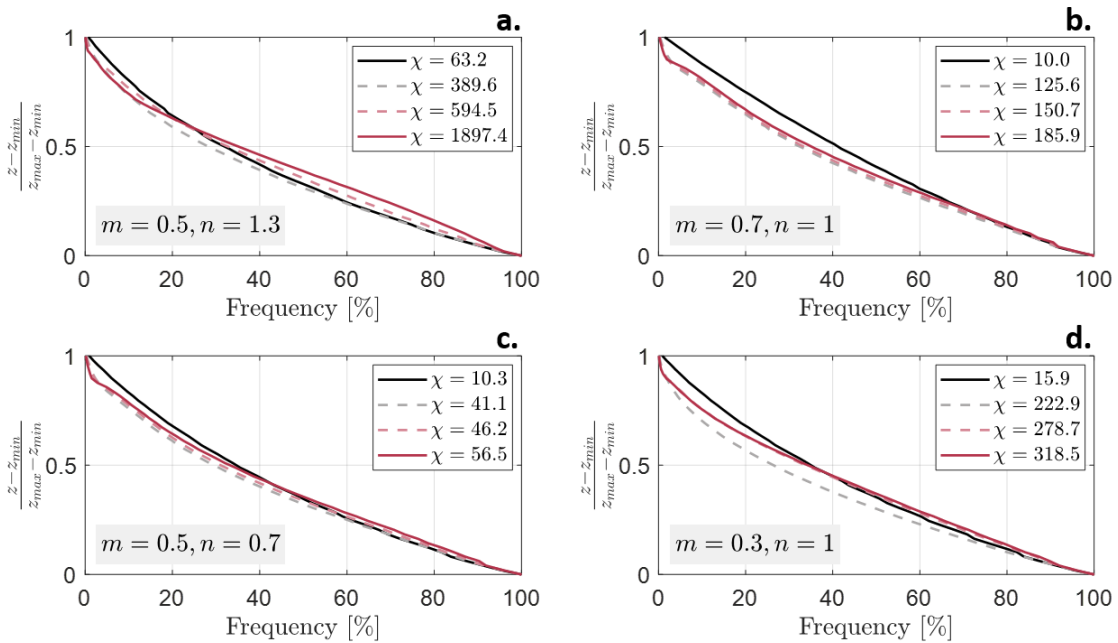 a.
1
0.5
0
z−z_min / z_max−z_min
χ = 63.2
χ = 389.6
χ = 594.5
χ = 1897.4
m = 0.5, n = 1.3
0 20 40 60 80 100
Frequency [%]
b.
1
0.5
0
z−z_min / z_max−z_min
χ = 10.0
χ = 125.6
χ = 150.7
χ = 185.9
m = 0.7, n = 1
0 20 40 60 80 100
Frequency [%]
c.
1
0.5
0
z−z_min / z_max−z_min
χ = 10.3
χ = 41.1
χ = 46.2
χ = 56.5
m = 0.5, n = 0.7
0 20 40 60 80 100
Frequency [%]
d.
1
0.5
0
z−z_min / z_max−z_min
χ = 15.9
χ = 222.9
χ = 278.7
χ = 318.5
m = 0.3, n = 1
0 20 40 60 80 100
Frequency [%]